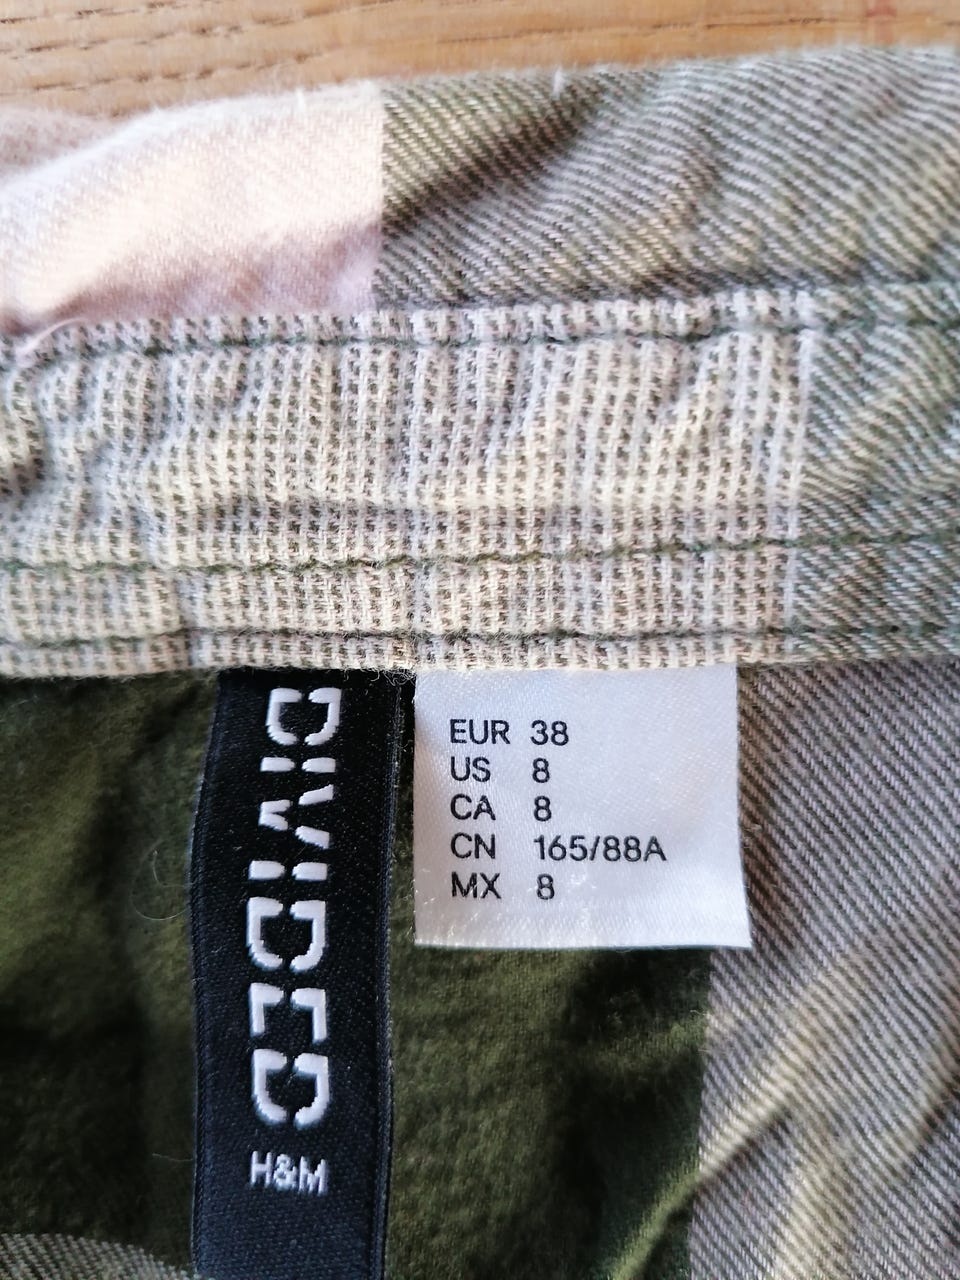 DIVIDED
H&M
EUR 38
US 8
CA 8
CN 165/88A
MX 8